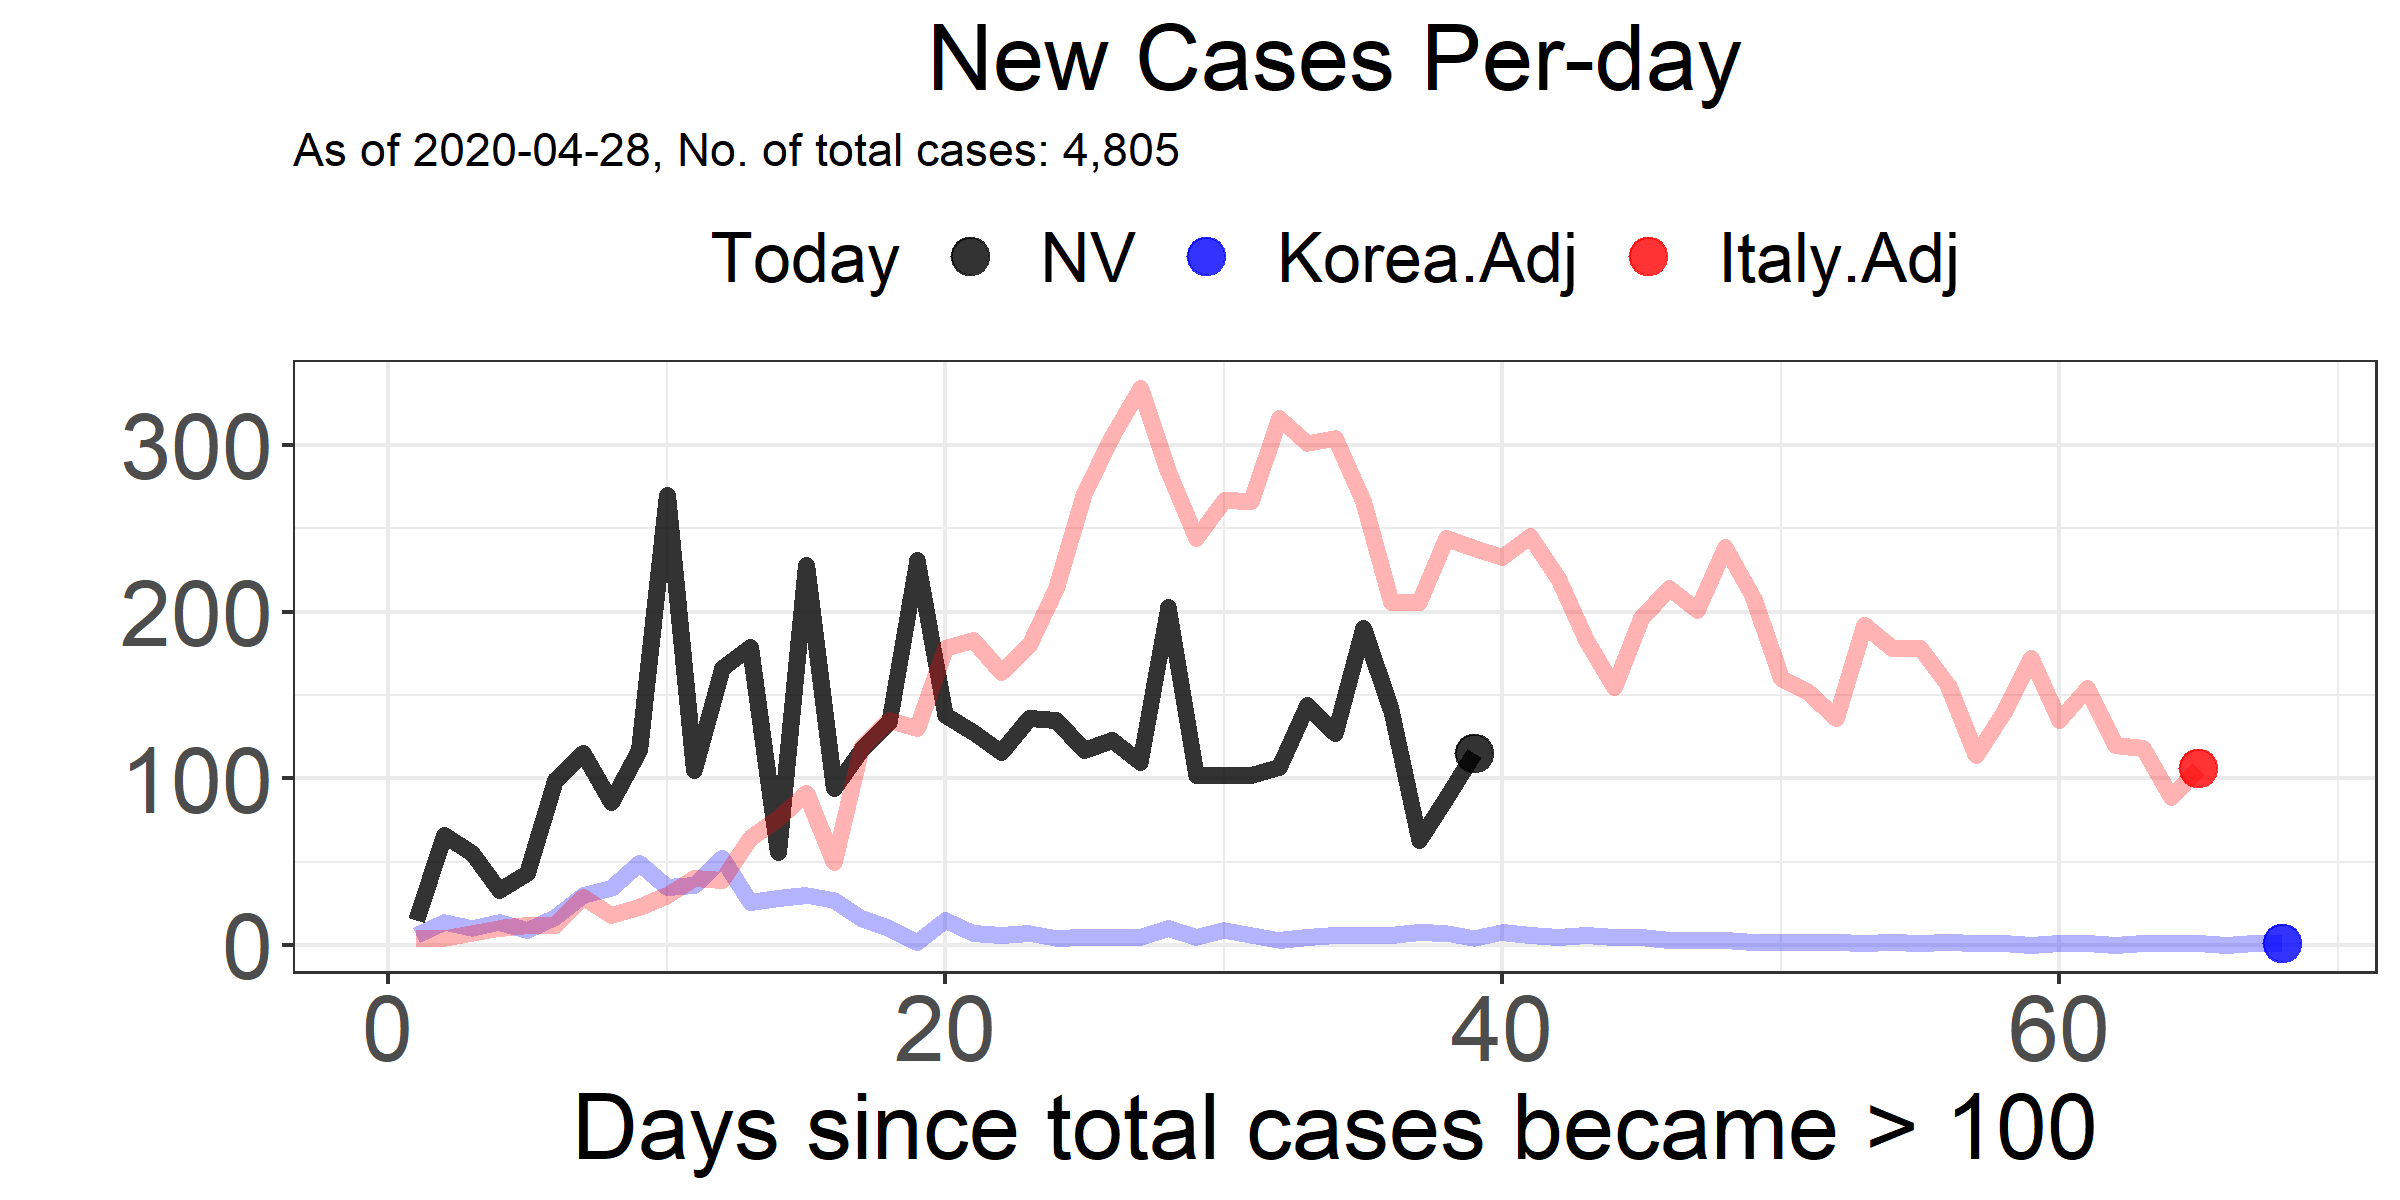 New Cases Per-day
As of 2020-04-28, No. of total cases: 4,805
Today NV Korea.Adj Italy.Adj
300
200
100
0
0 20 40 60
Days since total cases became > 100